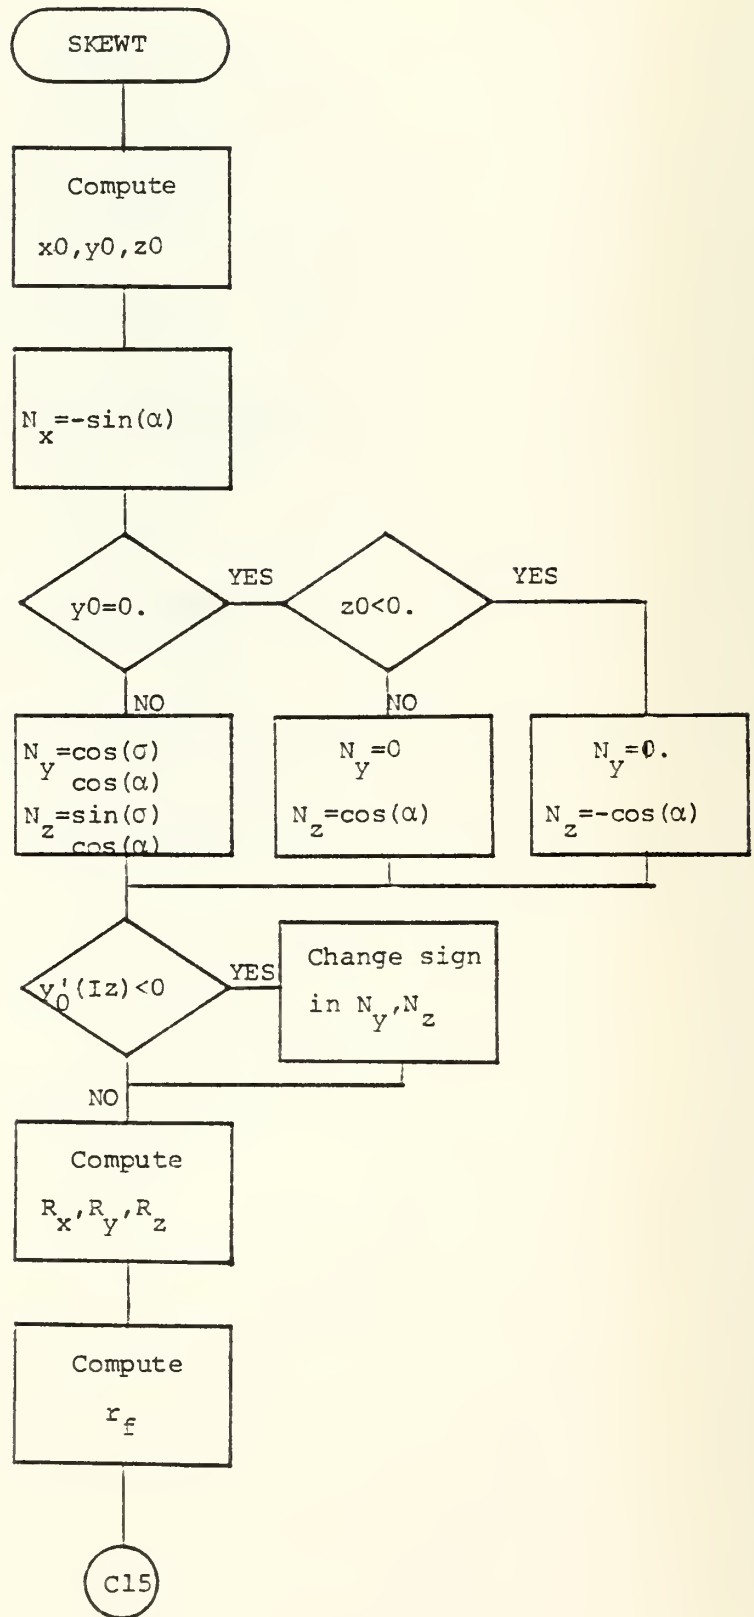 SKEWT
Compute
x0,y0,z0
N_x=-sin(α)
y0=0.
YES
z0<0.
YES
NO
N_y=cos(σ)
cos(α)
N_z=sin(σ)
cos(α)
NO
N_y=0
N_z=cos(α)
N_y=0.
N_z=-cos(α)
y_0'(Iz)<0
YES
Change sign
in N_y,N_z
NO
Compute
R_x,R_y,R_z
Compute
r_f
C15